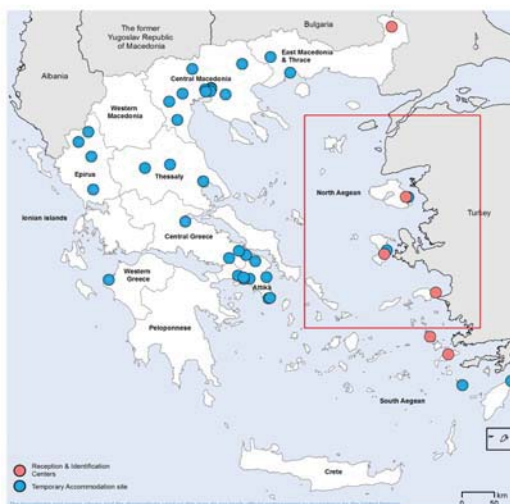 The former
Yugoslav Republic
of Macedonia
Bulgaria
Albania
East Macedonia
& Thrace
Central Macedonia
Western
Macedonia
Epirus
Thessaly
North Aegean
Turkey
Ionian Islands
Central Greece
Western
Greece
Attika
Peloponnese
South Aegean
Crete
Reception & Identification
Centers
Temporary Accommodation site
km
50